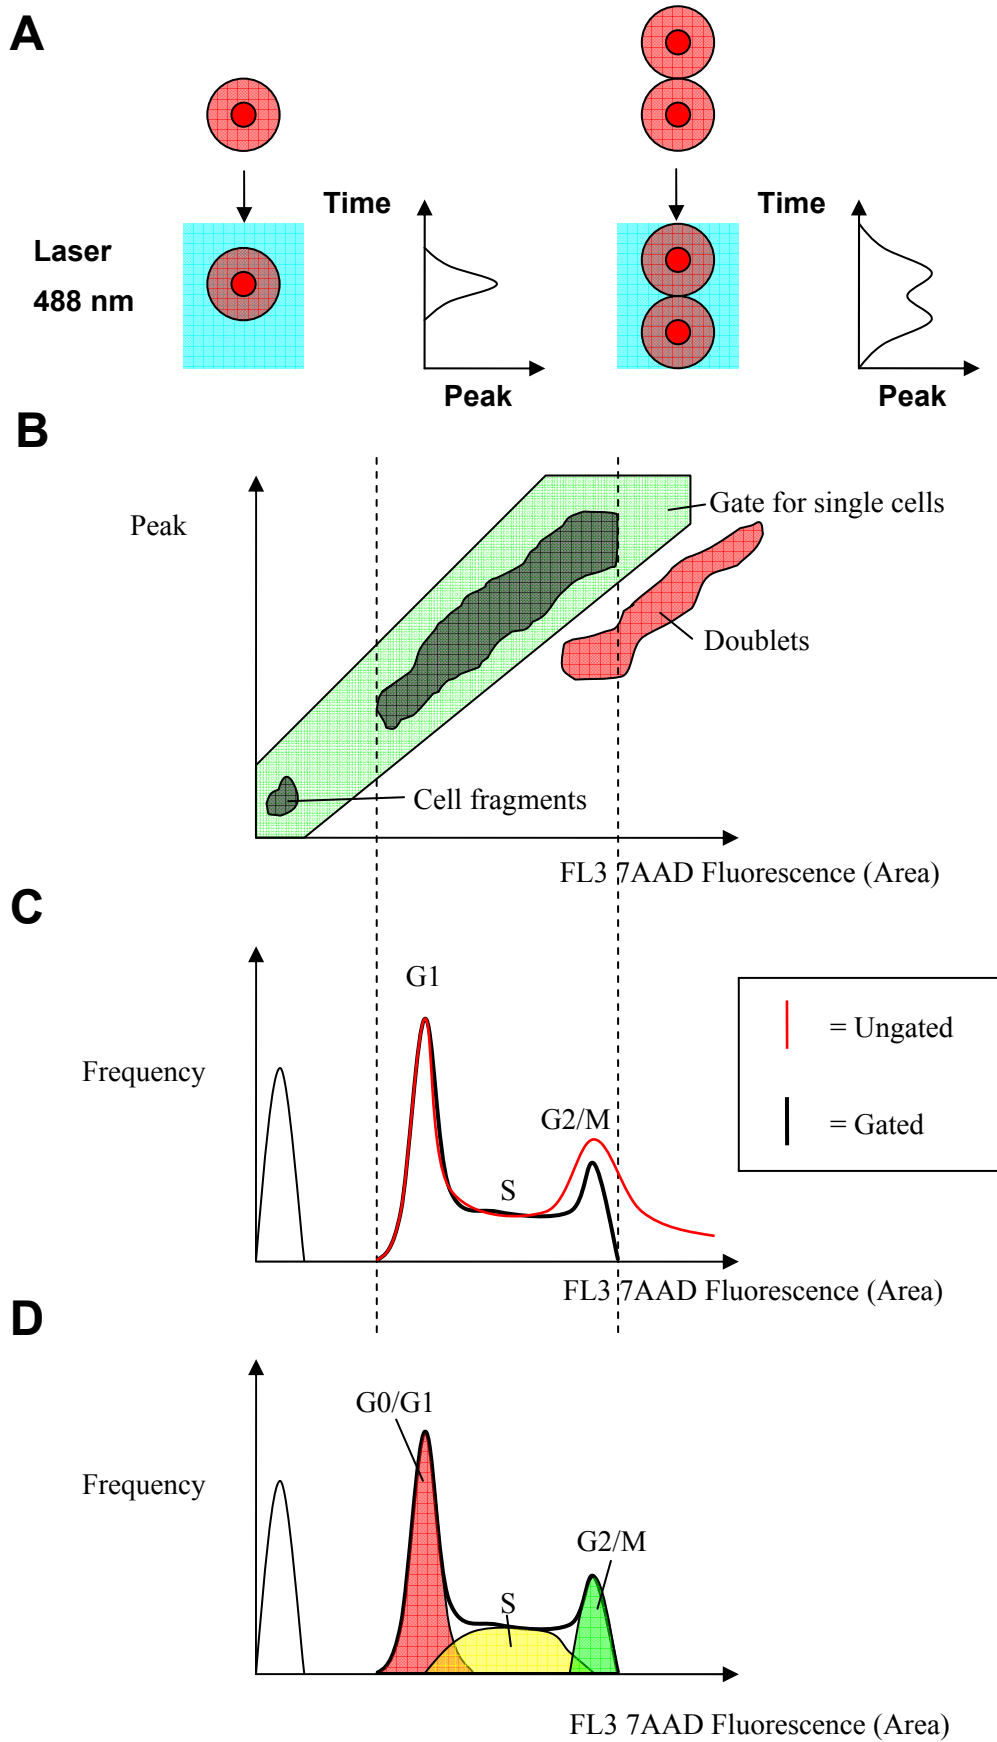 A
Time
Time
Laser
488 nm
Peak
Peak
B
Peak
Gate for single cells
Doublets
Cell fragments
FL3 7AAD Fluorescence (Area)
C
G1
Frequency
G2/M
S
= Ungated
= Gated
FL3 7AAD Fluorescence (Area)
D
G0/G1
Frequency
G2/M
S
FL3 7AAD Fluorescence (Area)